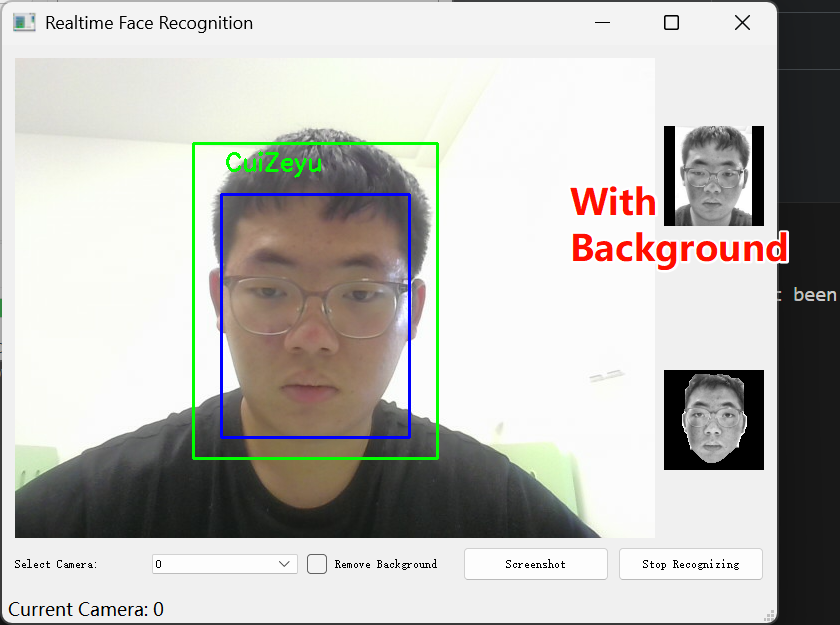 Realtime Face Recognition
CuiZeyu
With
Background
been
Select Camera:
0
Remove Background
Screenshot
Stop Recognizing
Current Camera: 0